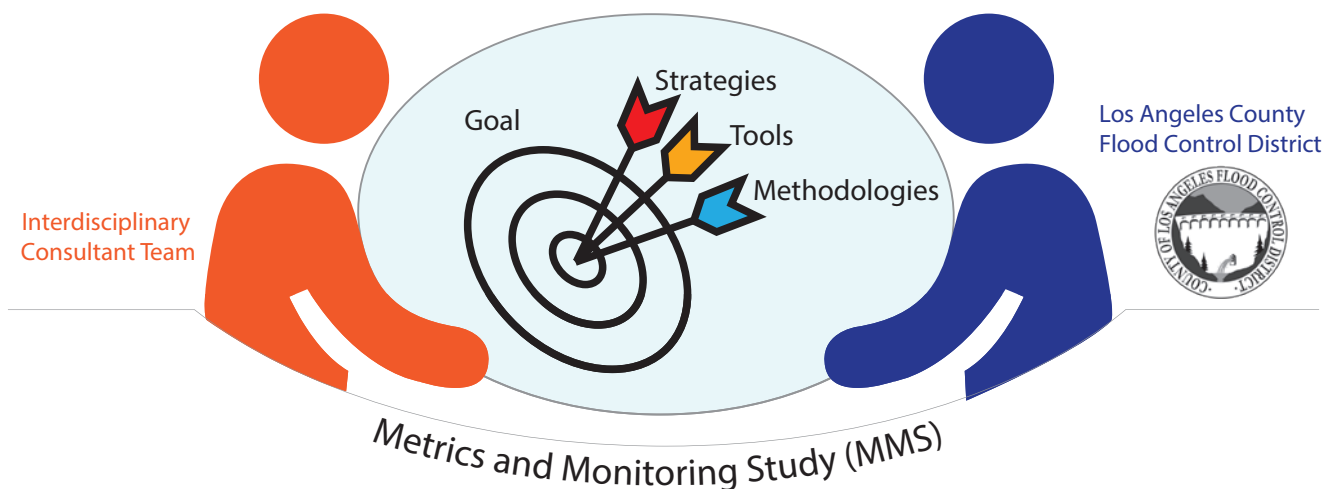 Strategies
Goal
Tools
Los Angeles County
Flood Control District
Methodologies
Interdisciplinary
Consultant Team
COUNTY OF LOS ANGELES FLOOD CONTROL DISTRICT
Metrics and Monitoring Study (MMS)